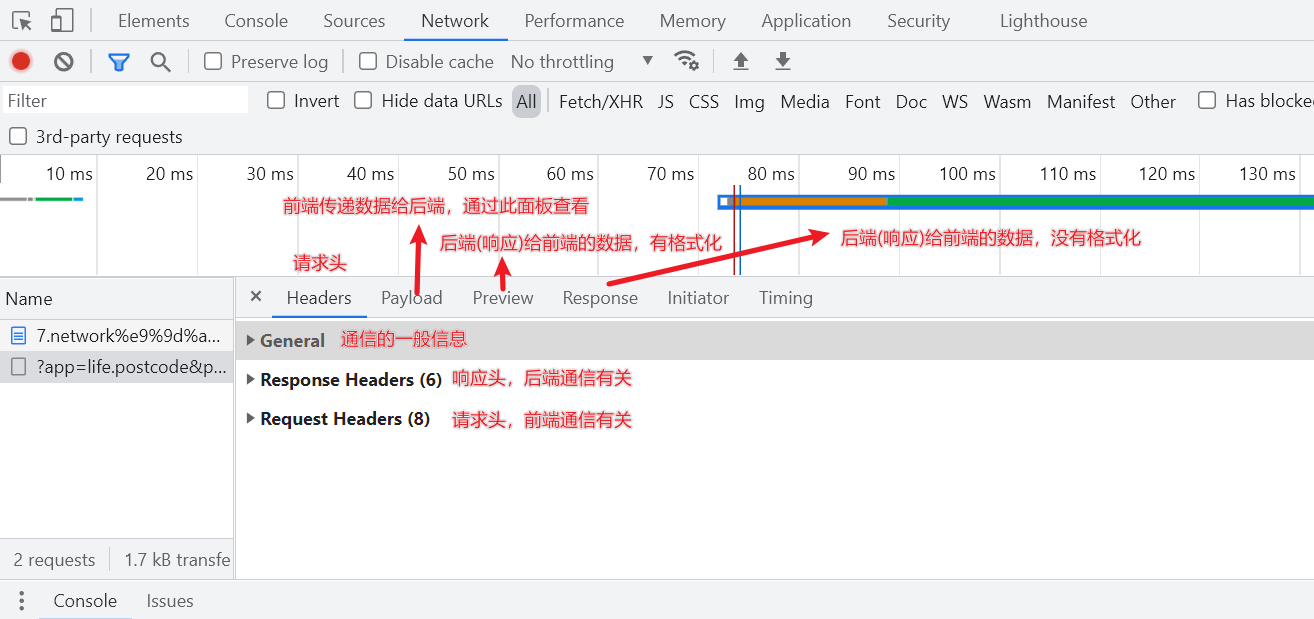 Elements Console Sources Network Performance Memory Application Security Lighthouse
Preserve log Disable cache No throttling
Filter Invert Hide data URLs All Fetch/XHR JS CSS Img Media Font Doc WS Wasm Manifest Other Has blocke
3rd-party requests
10 ms 20 ms 30 ms 40 ms 50 ms 60 ms 70 ms 80 ms 90 ms 100 ms 110 ms 120 ms 130 ms
前端传递数据给后端，通过此面板查看
后端(响应)给前端的数据，有格式化
后端(响应)给前端的数据，没有格式化
请求头
Name
Headers Payload Preview Response Initiator Timing
7.network%e9%9d%a...
?app=life.postcode&p...
General 通信的一般信息
Response Headers (6) 响应头，后端通信有关
Request Headers (8) 请求头，前端通信有关
2 requests 1.7 kB transfe
Console Issues